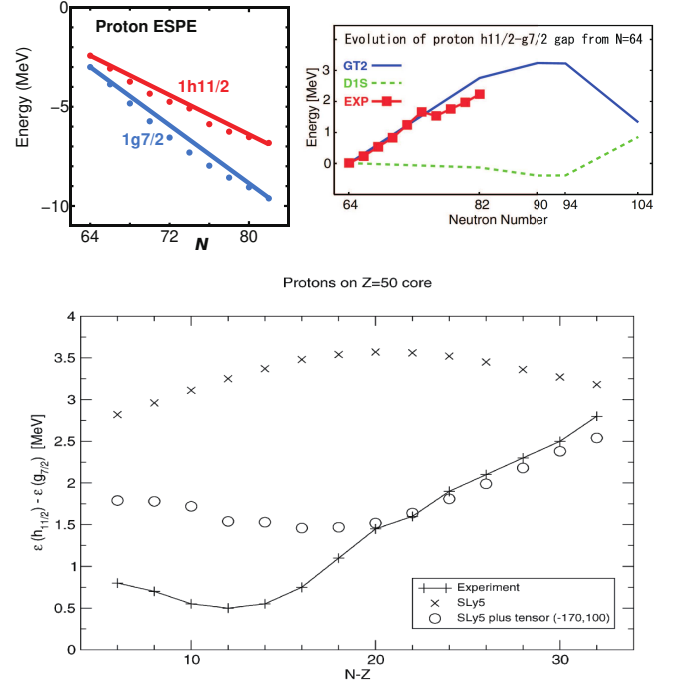 Proton ESPE
Energy (MeV)
0
−5
−10
1h11/2
1g7/2
64
72
80
N
Evolution of proton h11/2-g7/2 gap from N=64
GT2
D1S
EXP
Energy [MeV]
3
2
1
0
64
82
90
94
104
Neutron Number
Protons on Z=50 core
ε (h11/2) - ε (g7/2) [MeV]
4
3.5
3
2.5
2
1.5
1
0.5
0
Experiment
SLy5
SLy5 plus tensor (-170,100)
10
20
30
N-Z